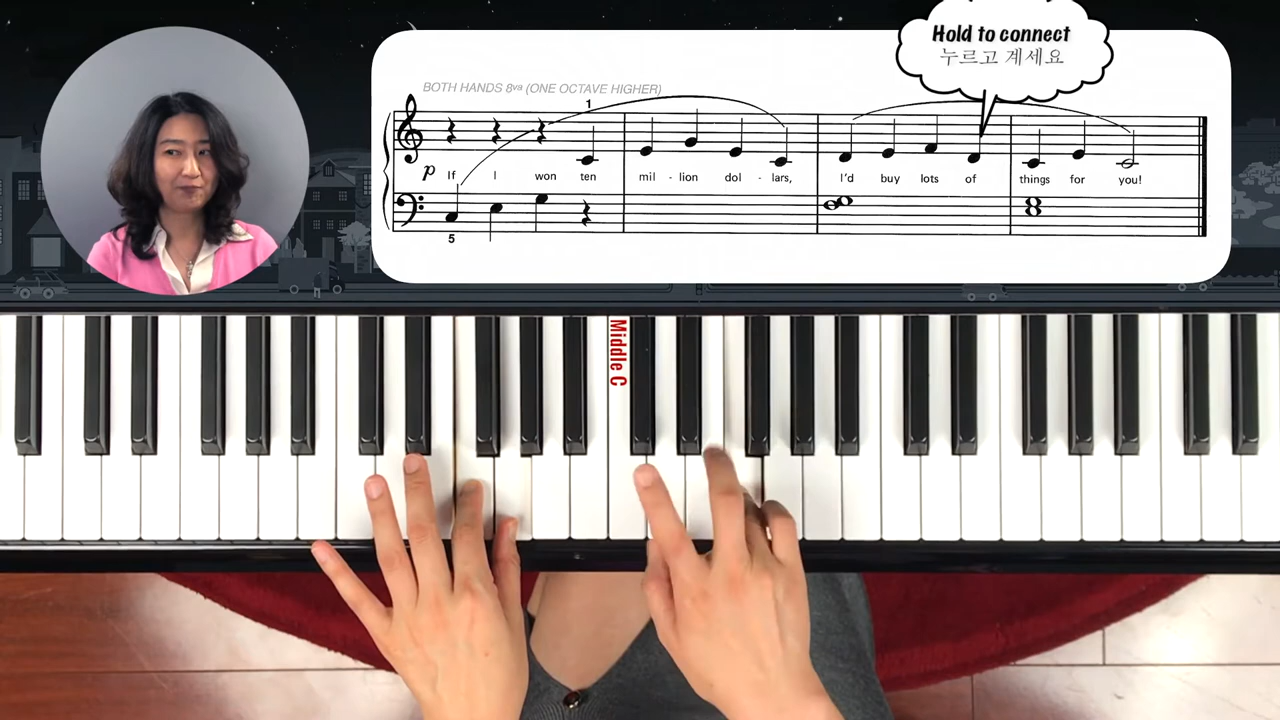 Hold to connect
누르고 계세요
BOTH HANDS 8va (ONE OCTAVE HIGHER)
1
p If I won ten mil - lion dol - lars, I'd buy lots of things for you!
5
Middle C